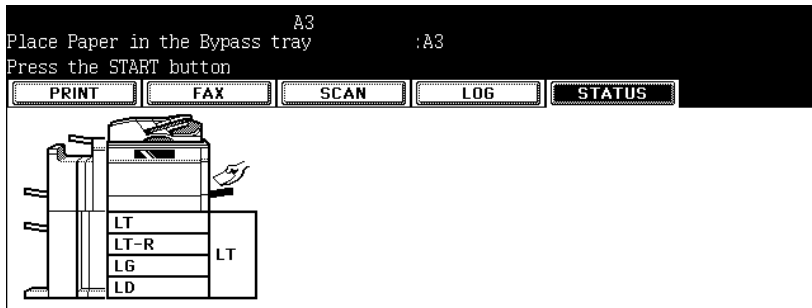 A3
Place Paper in the Bypass tray :A3
Press the START button
PRINT FAX SCAN LOG STATUS
LT
LT-R
LT
LG
LD